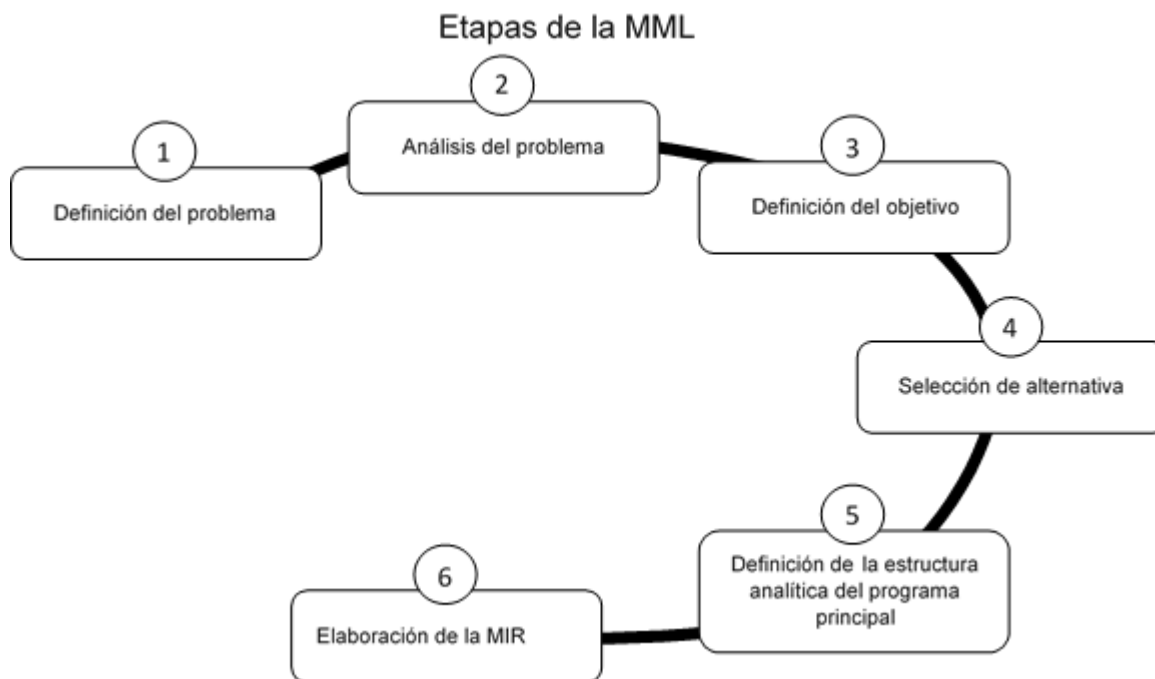 Etapas de la MML
1
Definición del problema
2
Análisis del problema
3
Definición del objetivo
4
Selección de alternativa
5
Definición de la estructura
analítica del programa
principal
6
Elaboración de la MIR